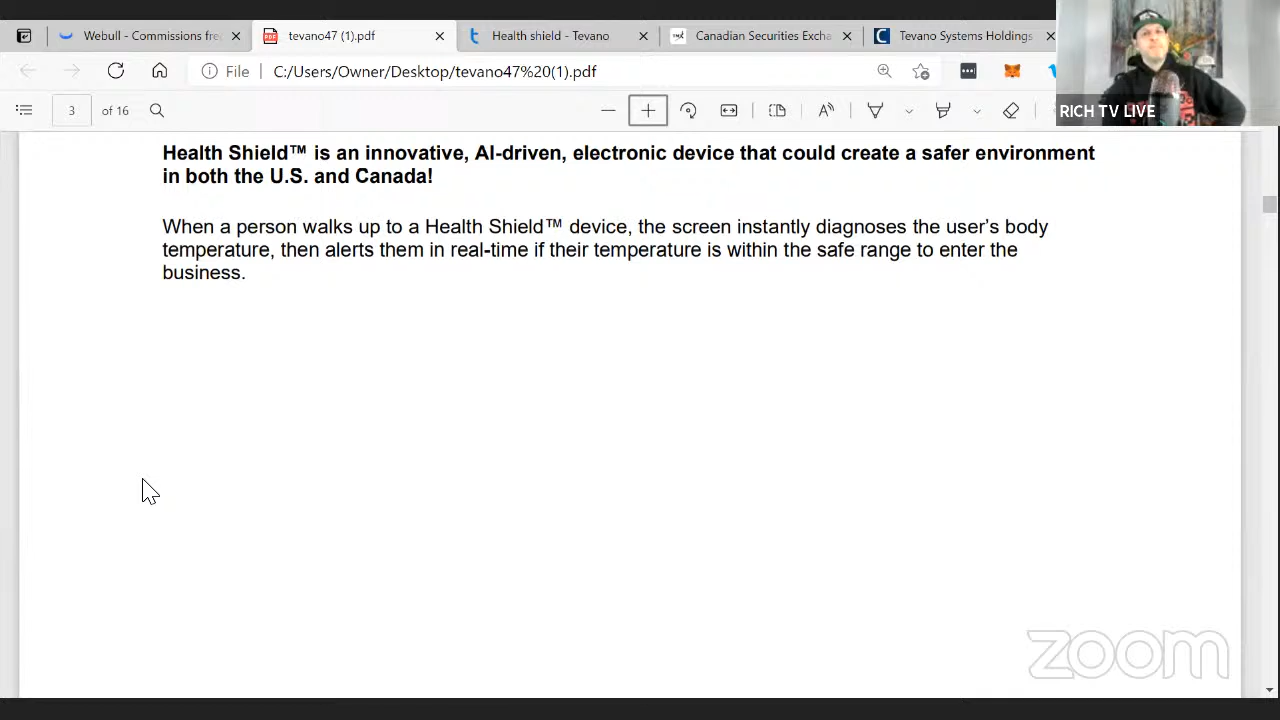 Webull - Commissions fre
tevano47 (1).pdf
Health shield - Tevano
Canadian Securities Excha
Tevano Systems Holdings
File
C:/Users/Owner/Desktop/tevano47%20(1).pdf
RICH TV LIVE
3 of 16
Health Shield™ is an innovative, AI-driven, electronic device that could create a safer environment
in both the U.S. and Canada!
When a person walks up to a Health Shield™ device, the screen instantly diagnoses the user's body
temperature, then alerts them in real-time if their temperature is within the safe range to enter the
business.
zoom